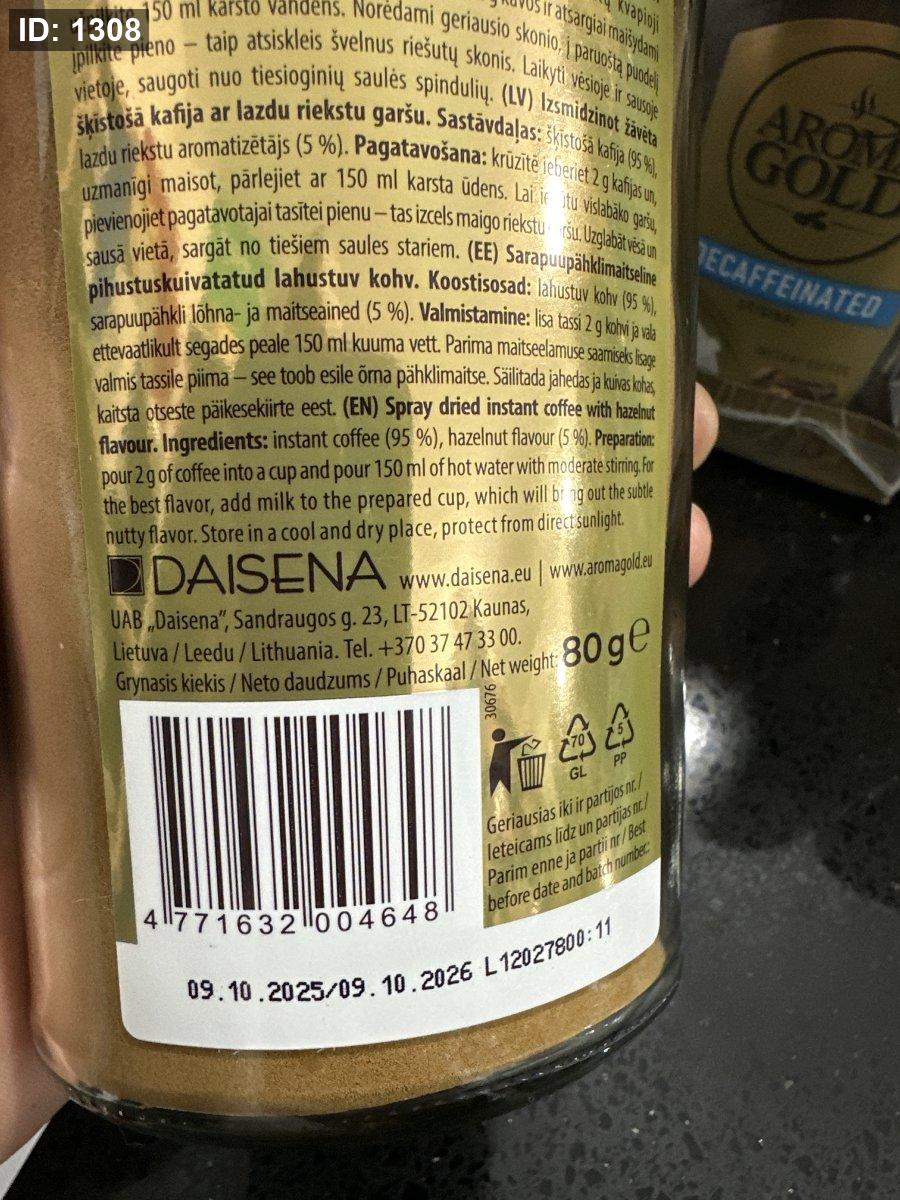 ID: 1308
150 ml karšto vandens. Norėdami geriausio skonio, į paruoštą puodelį
įpilkite pieno – taip atsiskleis švelnus riešutų skonis. Laikyti vėsioje ir sausoje
vietoje, saugoti nuo tiesioginių saulės spindulių. (LV) Izsmidzinot žāvēta
šķīstošā kafija ar lazdu riekstu garšu. Sastāvdaļas: šķīstošā kafija (95 %),
lazdu riekstu aromatizētājs (5 %). Pagatavošana: krūzītē ieberiet 2 g kafijas un,
uzmanīgi maisot, pārlejiet ar 150 ml karsta ūdens. Lai vislabāko garšu,
pievienojiet pagatavotajai tasītei pienu – tas izcels maigo riekstu garšu. Uzglabāt vēsā un
sausā vietā, sargāt no tiešiem saules stariem. (EE) Sarapuupähklimaitseline
pihustuskuivatatud lahustuv kohv. Koostisosad: lahustuv kohv (95 %),
sarapuupähkli lõhna- ja maitseained (5 %). Valmistamine: lisa tassi 2 g kohvi ja vala
ettevaatlikult segades peale 150 ml kuuma vett. Parima maitseelamuse saamiseks lisage
valmis tassile piima – see toob esile õrna pähklimaitse. Säilitada jahedas ja kuivas kohas,
kaitsta otseste päikesekiirte eest. (EN) Spray dried instant coffee with hazelnut
flavour. Ingredients: instant coffee (95 %), hazelnut flavour (5 %). Preparation:
pour 2 g of coffee into a cup and pour 150 ml of hot water with moderate stirring. For
the best flavor, add milk to the prepared cup, which will bring out the subtle
nutty flavor. Store in a cool and dry place, protect from direct sunlight.
DAISENA www.daisena.eu | www.aromagold.eu
UAB „Daisena”, Sandraugos g. 23, LT-52102 Kaunas,
Lietuva / Leedu / Lithuania. Tel. +370 37 47 33 00.
Grynasis kiekis / Neto daudzums / Puhaskaal / Net weight: 80 g e
30676
70
GL
5
PP
Geriausias iki ir partijos nr. /
Ieteicams līdz un partijas nr. /
Parim enne ja partii nr / Best
before date and batch number:
4 771632 004648
09.10.2025/09.10.2026 L12027800:11
AROMA
GOLD
DECAFFEINATED